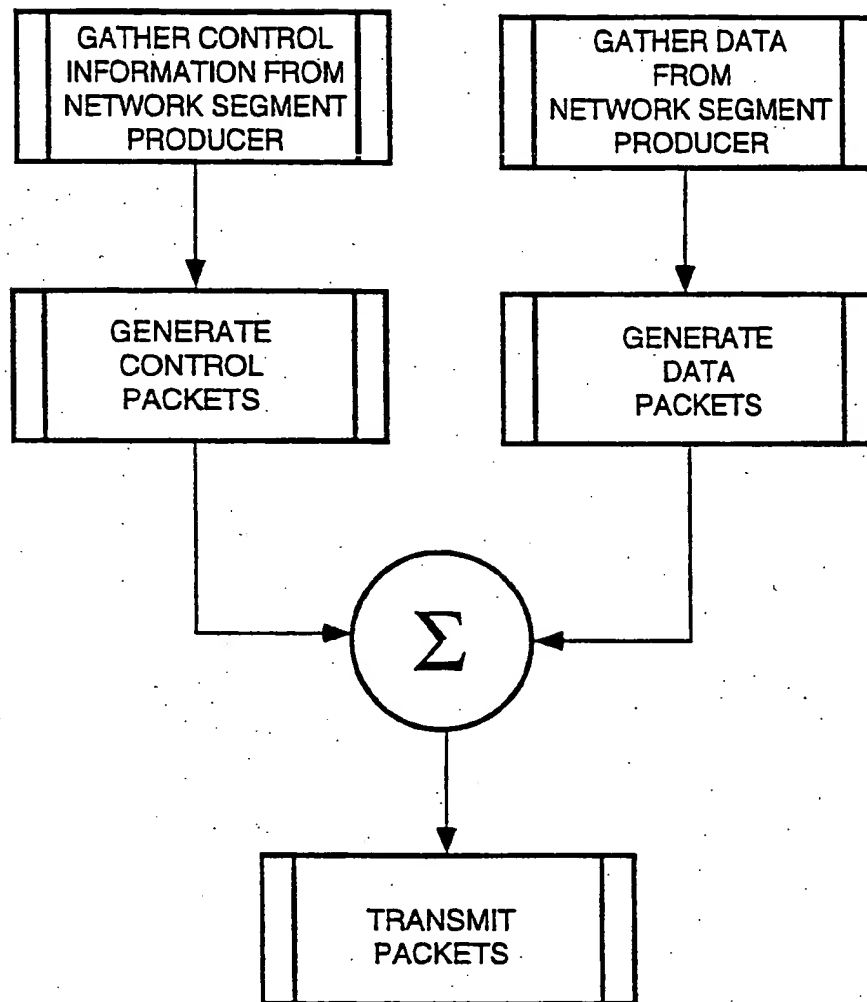 GATHER CONTROL
INFORMATION FROM
NETWORK SEGMENT
PRODUCER
GATHER DATA
FROM
NETWORK SEGMENT
PRODUCER
GENERATE
CONTROL
PACKETS
GENERATE
DATA
PACKETS
Σ
TRANSMIT
PACKETS